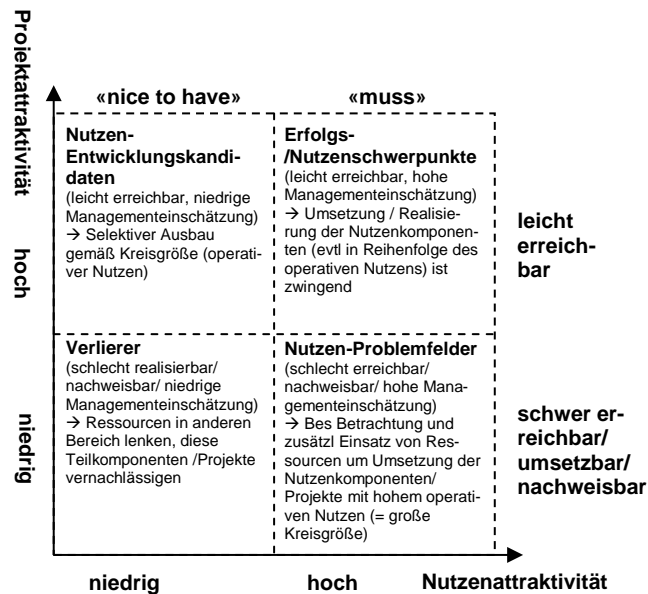 Projektattraktivität
hoch
niedrig
«nice to have»
«muss»
Nutzen-
Entwicklungskandi-
daten
(leicht erreichbar, niedrige
Managementeinschätzung)
→ Selektiver Ausbau
gemäß Kreisgröße (operati-
ver Nutzen)
Erfolgs-
/Nutzenschwerpunkte
(leicht erreichbar, hohe
Managementeinschätzung)
→ Umsetzung / Realisie-
rung der Nutzenkomponen-
ten (evtl in Reihenfolge des
operativen Nutzens) ist
zwingend
leicht
erreich-
bar
Verlierer
(schlecht realisierbar/
nachweisbar/ niedrige
Managementeinschätzung)
→ Ressourcen in anderen
Bereich lenken, diese
Teilkomponenten /Projekte
vernachlässigen
Nutzen-Problemfelder
(schlecht erreichbar/
nachweisbar/ hohe Mana-
gementeinschätzung)
→ Bes Betrachtung und
zusätzl Einsatz von Res-
sourcen um Umsetzung der
Nutzenkomponenten/
Projekte mit hohem operati-
ven Nutzen (= große
Kreisgröße)
schwer er-
reichbar/
umsetzbar/
nachweisbar
niedrig
hoch
Nutzenattraktivität